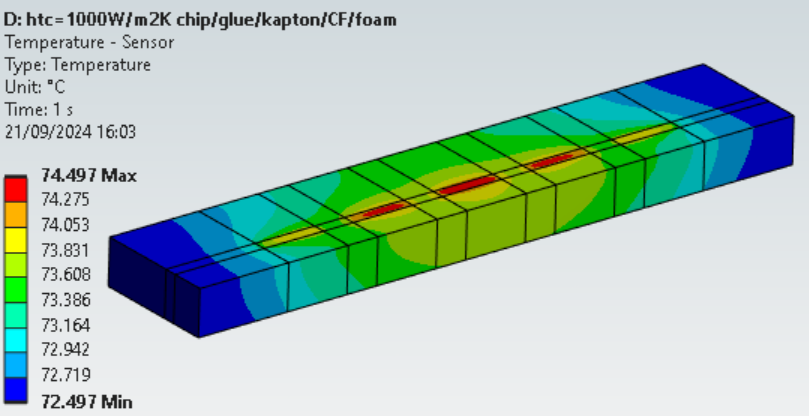 D: htc=1000W/m2K chip/glue/kapton/CF/foam
Temperature - Sensor
Type: Temperature
Unit: °C
Time: 1 s
21/09/2024 16:03
74.497 Max
74.275
74.053
73.831
73.608
73.386
73.164
72.942
72.719
72.497 Min